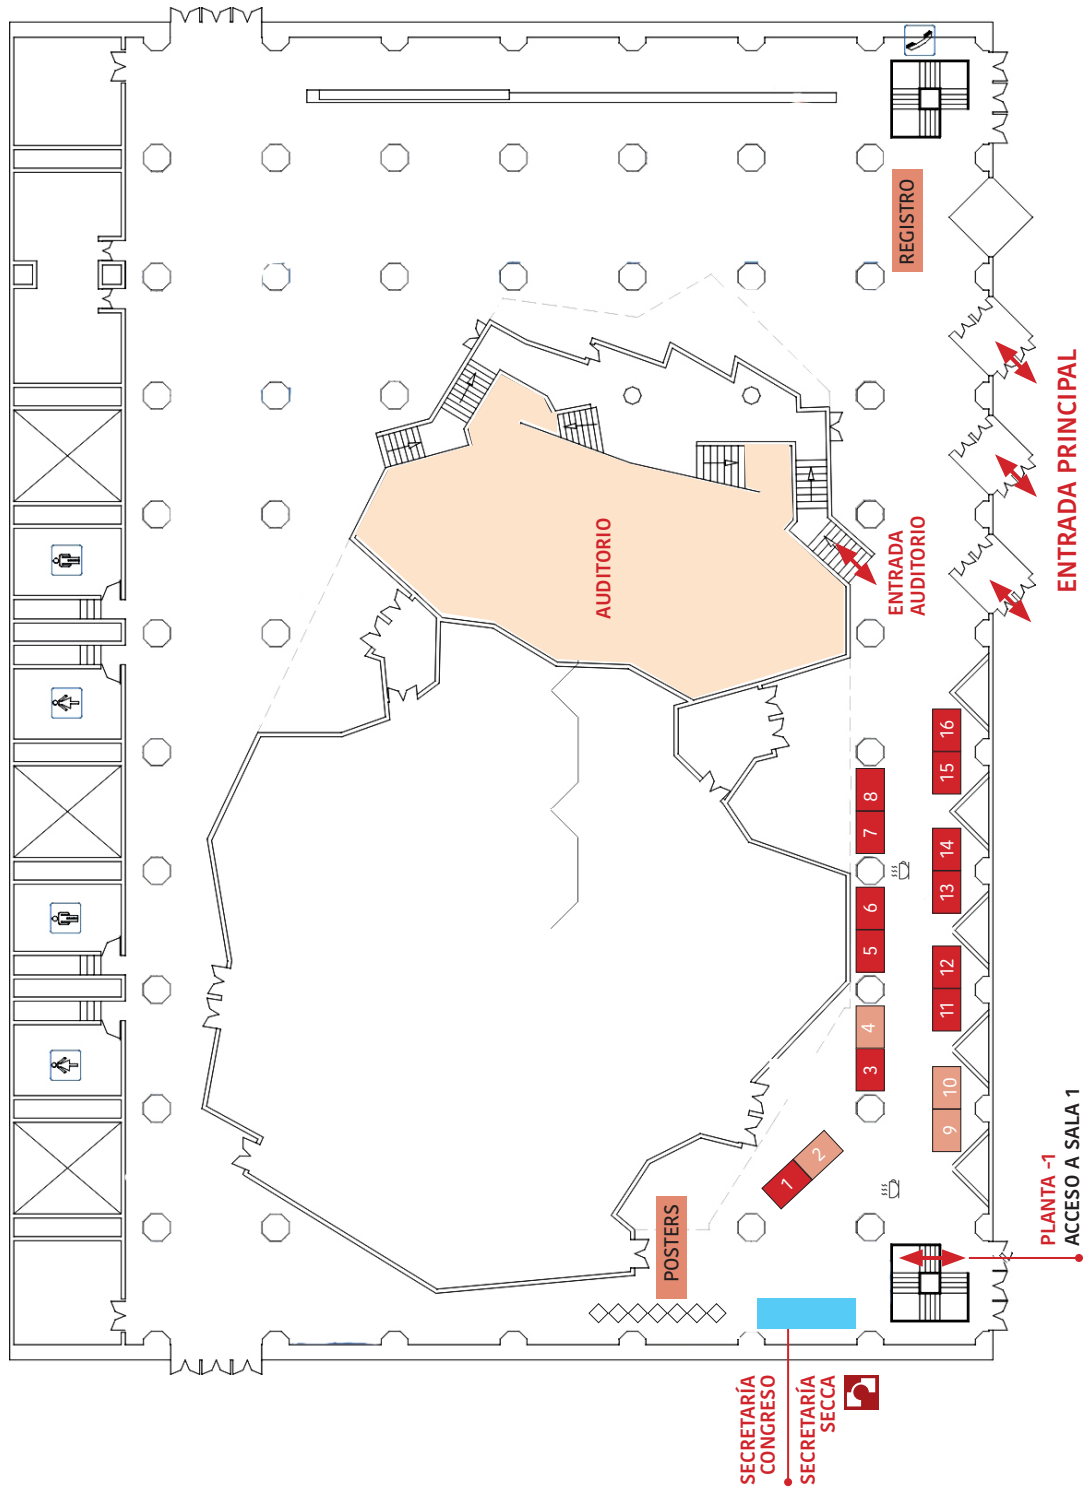 REGISTRO
ENTRADA PRINCIPAL
AUDITORIO
ENTRADA
AUDITORIO
16
15
14
13
12
11
10
9
8
7
6
5
4
3
2
1
POSTERS
PLANTA -1
ACCESO A SALA 1
SECRETARÍA
CONGRESO
SECRETARÍA
SECCA